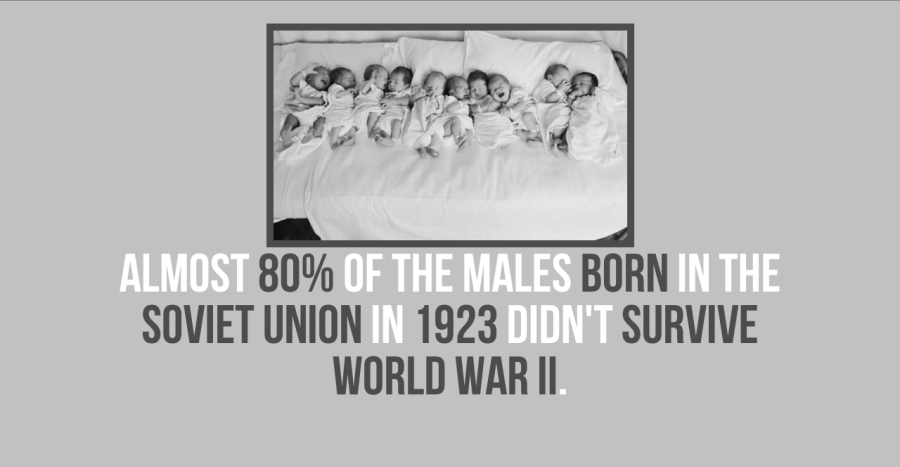 ALMOST 80% OF THE MALES BORN IN THE
SOVIET UNION IN 1923 DIDN'T SURVIVE
WORLD WAR II.